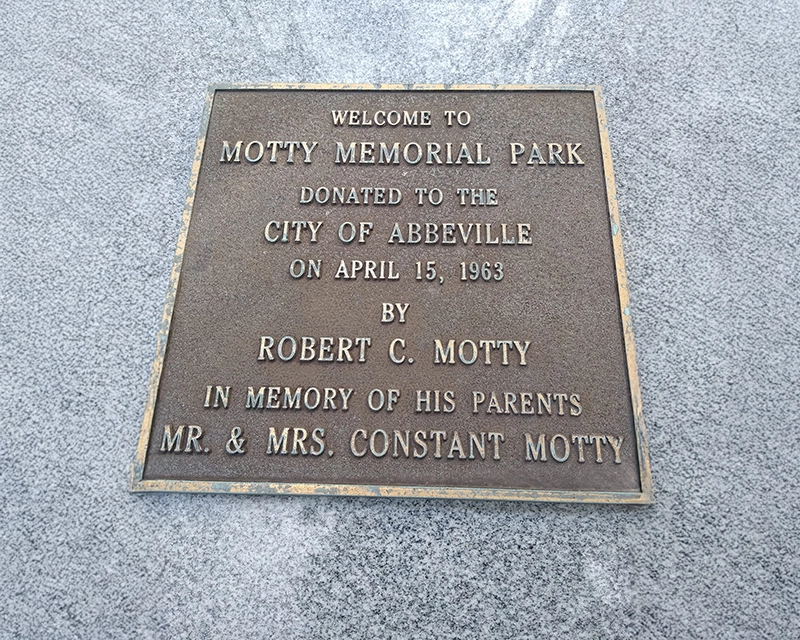 WELCOME TO
MOTTY MEMORIAL PARK
DONATED TO THE
CITY OF ABBEVILLE
ON APRIL 15, 1963
BY
ROBERT C. MOTTY
IN MEMORY OF HIS PARENTS
MR. & MRS. CONSTANT MOTTY